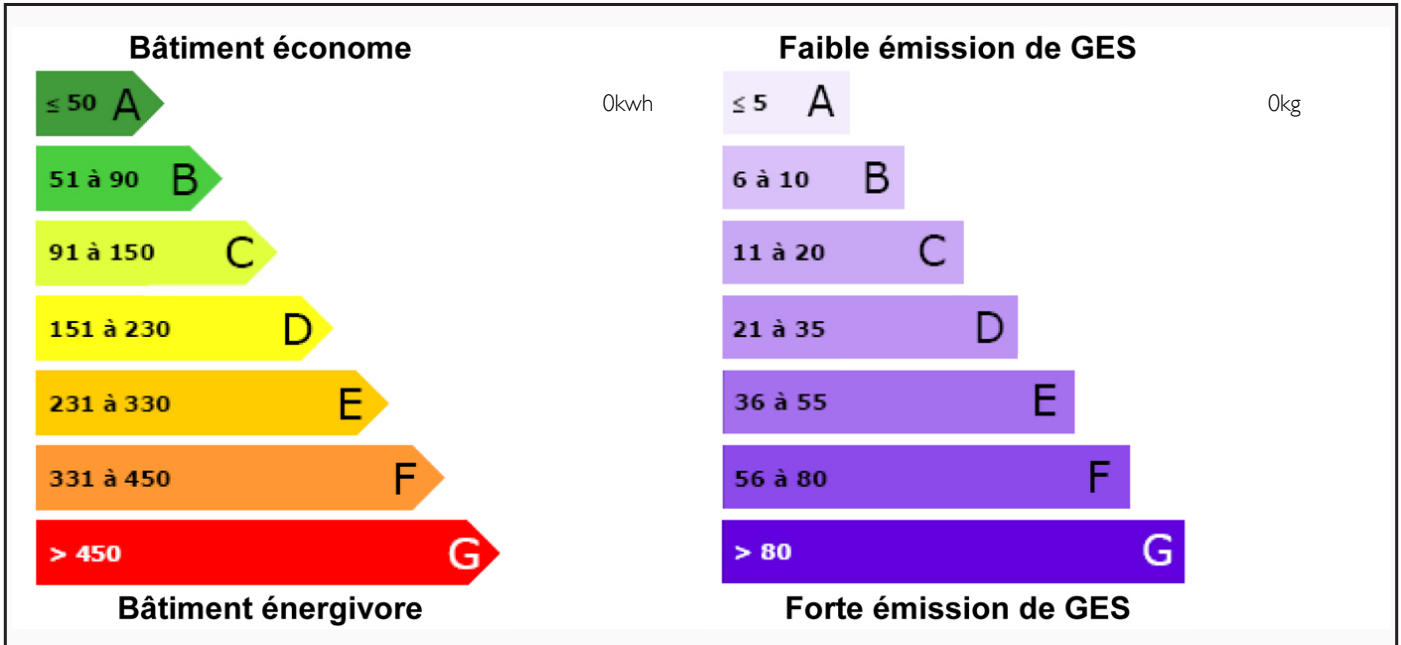 Bâtiment économe
≤ 50 A
0kwh
51 à 90 B
91 à 150 C
151 à 230 D
231 à 330 E
331 à 450 F
> 450 G
Bâtiment énergivore
Faible émission de GES
≤ 5 A
0kg
6 à 10 B
11 à 20 C
21 à 35 D
36 à 55 E
56 à 80 F
> 80 G
Forte émission de GES